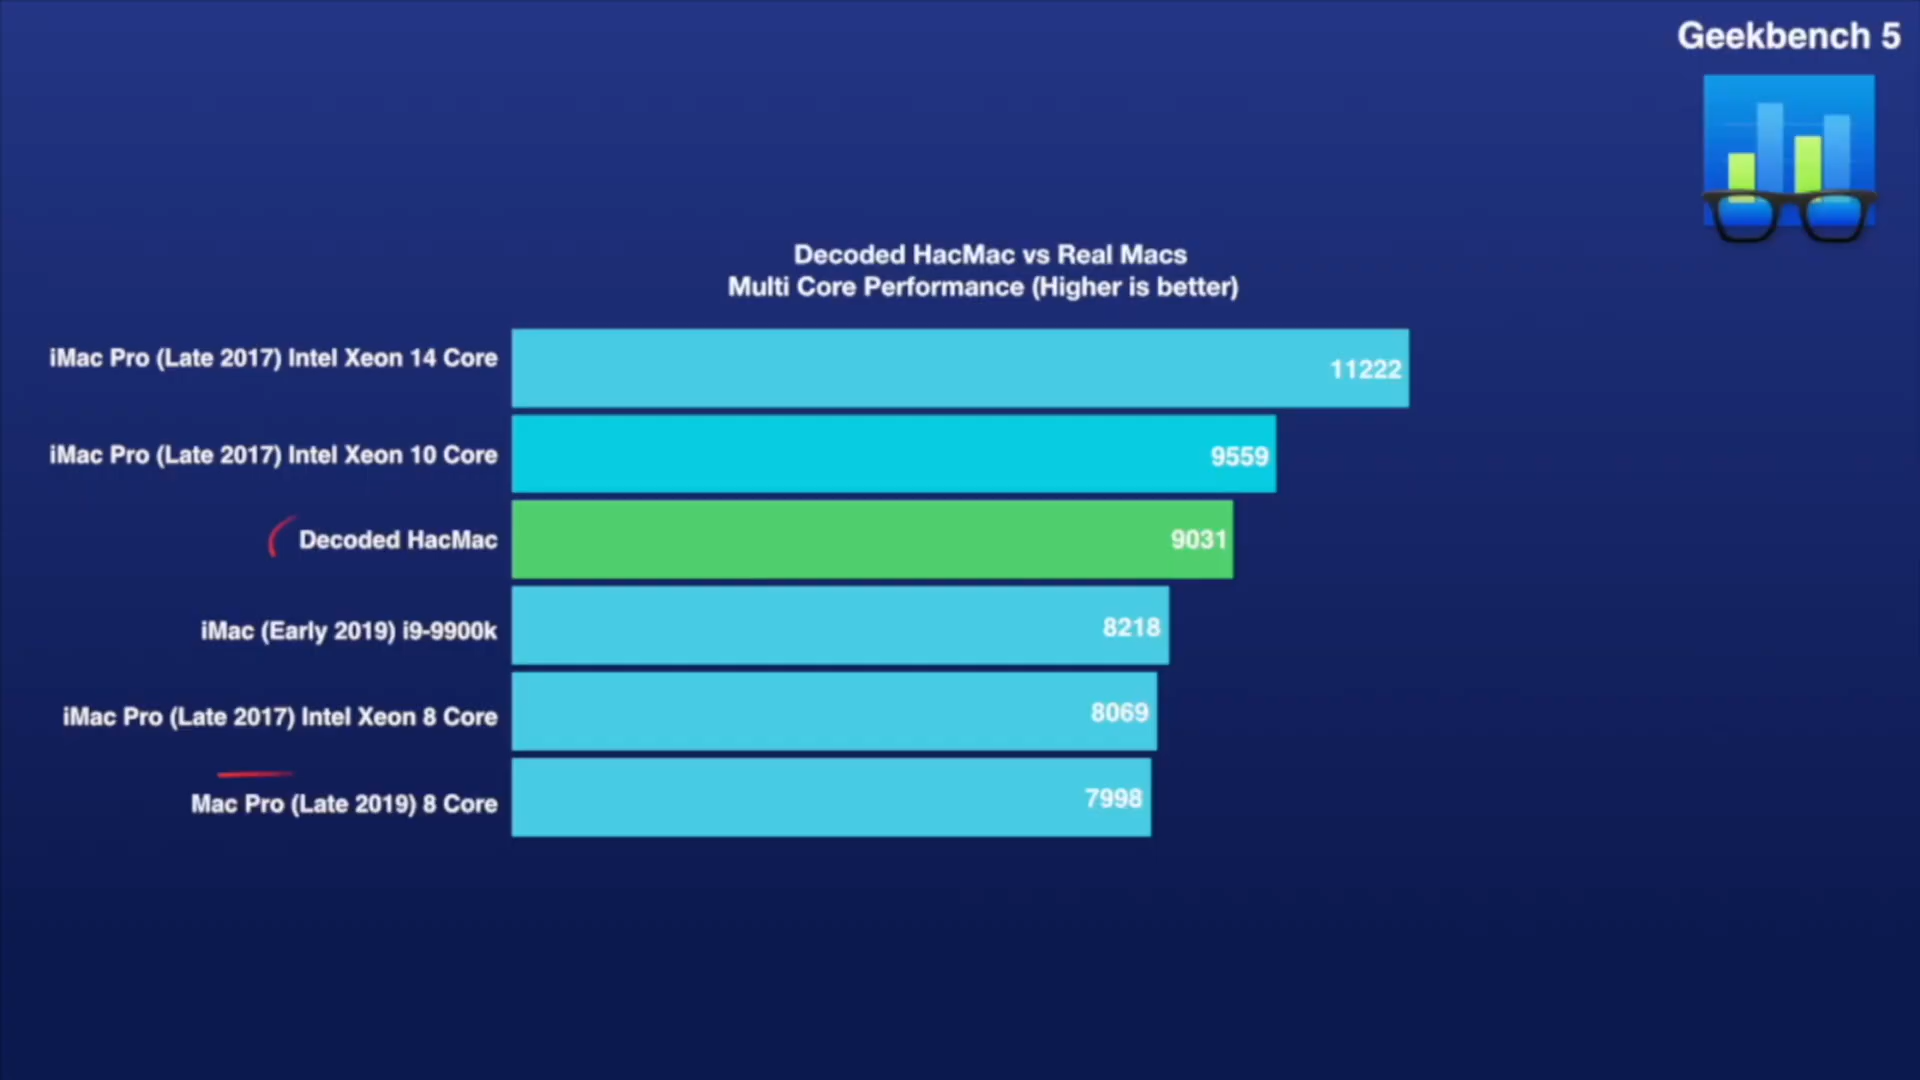 Geekbench 5
Decoded HacMac vs Real Macs
Multi Core Performance (Higher is better)
iMac Pro (Late 2017) Intel Xeon 14 Core
11222
iMac Pro (Late 2017) Intel Xeon 10 Core
9559
Decoded HacMac
9031
iMac (Early 2019) i9-9900k
8218
iMac Pro (Late 2017) Intel Xeon 8 Core
8069
Mac Pro (Late 2019) 8 Core
7998